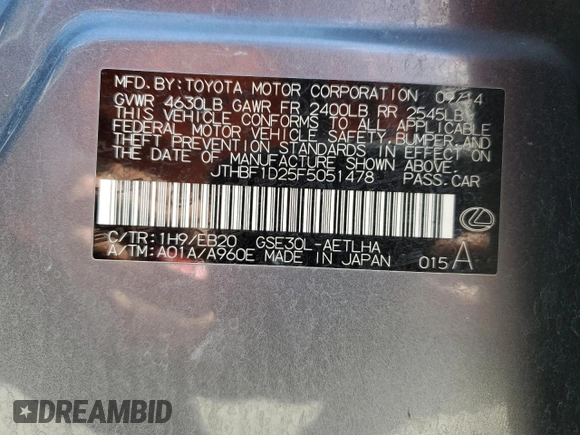 MFD.BY:TOYOTA MOTOR CORPORATION
GVWR 4630LB GAWR FR 2400LB RR 2545LB
THIS VEHICLE CONFORMS TO ALL APPLICABLE
FEDERAL MOTOR VEHICLE SAFETY,BUMPER,AND
THEFT PREVENTION STANDARDS IN EFFECT ON
THE DATE OF MANUFACTURE SHOWN ABOVE.
JTHBF1D25F5051478 PASS.CAR
C/TR:1H9/EB20 GSE30L-AETLHA
A/TM:A01A/A960E MADE IN JAPAN 015A
DREAMBID